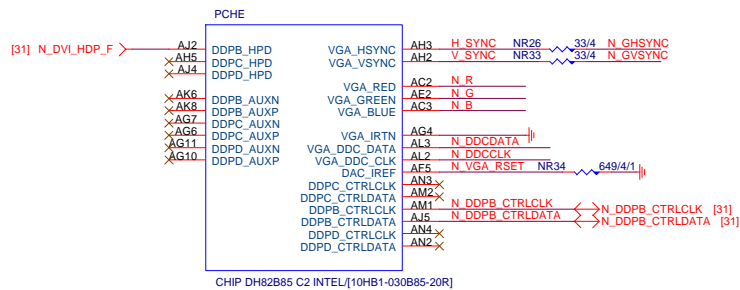 PCHE
[31] N_DVI_HDP_F AJ2 DDPB_HPD VGA_HSYNC AH3 H_SYNC NR26 33/4 N_GHSYNC
AH5 DDPC_HPD VGA_VSYNC AH2 V_SYNC NR33 33/4 N_GVSYNC
AJ4 DDPD_HPD
VGA_RED AC2 N_R
AK6 DDPB_AUXN VGA_GREEN AE2 N_G
AK8 DDPB_AUXP VGA_BLUE AC3 N_B
AG7 DDPC_AUXN
AG6 DDPC_AUXP VGA_IRTN AG4
AG11 DDPD_AUXN VGA_DDC_DATA AL3 N_DDCDATA
AG10 DDPD_AUXP VGA_DDC_CLK AL2 N_DDCCLK
DAC_IREF AF5 N_VGA_RSET NR34 649/4/1
DDPC_CTRLCLK AN3
DDPC_CTRLDATA AM2
DDPB_CTRLCLK AM1 N_DDPB_CTRLCLK N_DDPB_CTRLCLK [31]
DDPB_CTRLDATA AJ5 N_DDPB_CTRLDATA N_DDPB_CTRLDATA [31]
DDPD_CTRLCLK AN4
DDPD_CTRLDATA AN2
CHIP DH82B85 C2 INTEL/[10HB1-030B85-20R]